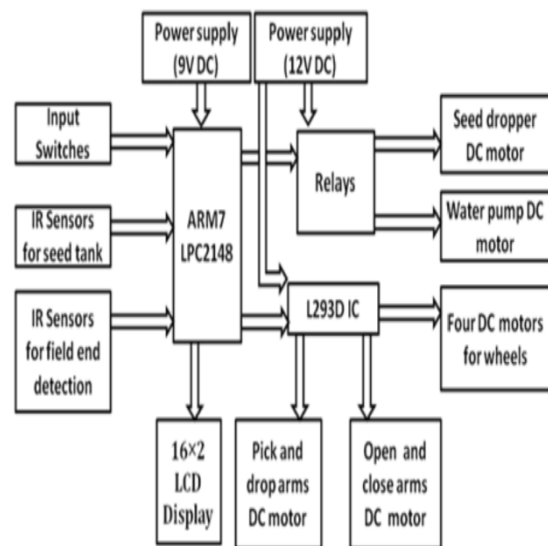 Power supply
(9V DC)
Power supply
(12V DC)
Input
Switches
IR Sensors
for seed tank
IR Sensors
for field end
detection
ARM7
LPC2148
Relays
L293D IC
Seed dropper
DC motor
Water pump DC
motor
Four DC motors
for wheels
16×2
LCD
Display
Pick and
drop arms
DC motor
Open and
close arms
DC motor